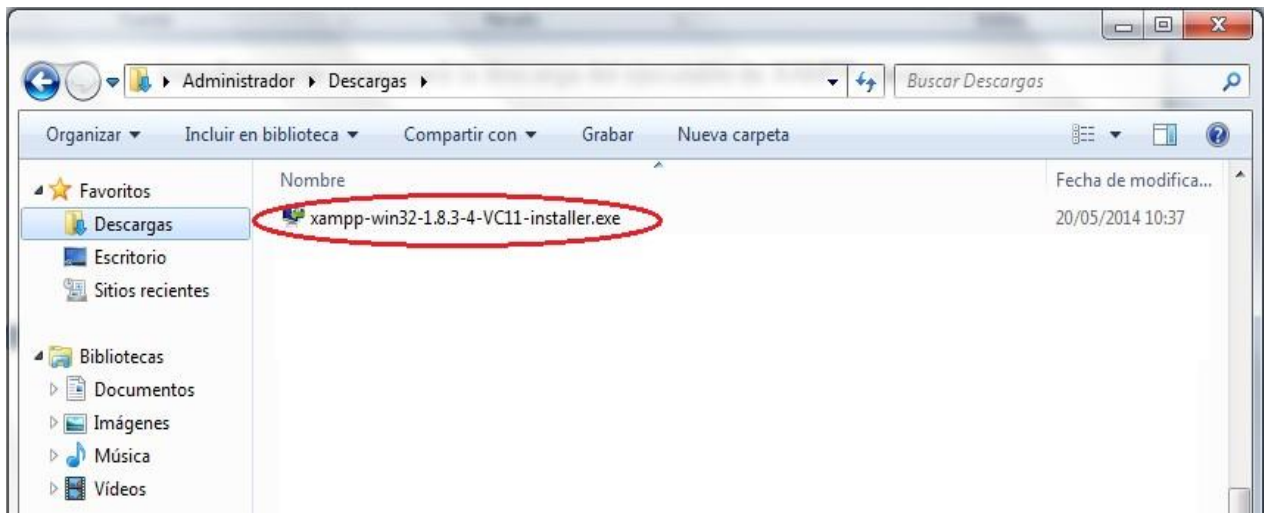 Administrador Descargas
Buscar Descargas
Organizar Incluir en biblioteca Compartir con Grabar Nueva carpeta
Nombre Fecha de modifica...
Favoritos
xampp-win32-1.8.3-4-VC11-installer.exe 20/05/2014 10:37
Descargas
Escritorio
Sitios recientes
Bibliotecas
Documentos
Imágenes
Música
Vídeos